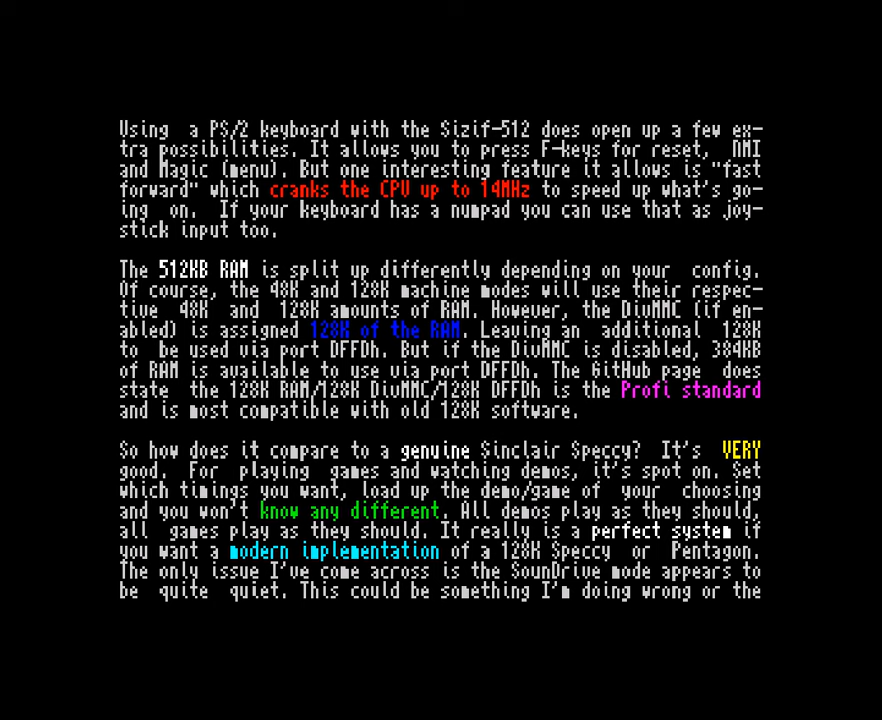 Using  a PS/2 keyboard with the Sizif-512 does open up a few ex-
tra possibilities. It allows you to press F-keys for reset,  NMI
and Magic (menu). But one interesting feature it allows is "fast
forward" which cranks the CPU up to 14MHz to speed up what's go-
ing  on.  If your keyboard has a numpad you can use that as joy-
stick input too.
The 512KB RAM is split up differently depending on your  config.
Of course, the 48K and 128K machine modes will use their respec-
tive  48K  and  128K amounts of RAM. However, the DivMMC (if en-
abled) is assigned 128K of the RAM. Leaving an  additional  128K
to  be used via port DFFDh. But if the DivMMC is disabled, 384KB
of RAM is available to use via port DFFDh. The GitHub page  does
state  the 128K RAM/128K DivMMC/128K DFFDh is the Profi standard
and is most compatible with old 128K software.
So how does it compare to a genuine Sinclair Speccy?  It's  VERY
good.  For  playing  games and watching demos, it's spot on. Set
which timings you want, load up the demo/game of  your  choosing
and you won't know any different. All demos play as they should,
all  games play as they should. It really is a perfect system if
you want a modern implementation of a 128K Speccy  or  Pentagon.
The only issue I've come across is the SounDrive mode appears to
be  quite  quiet. This could be something I'm doing wrong or the